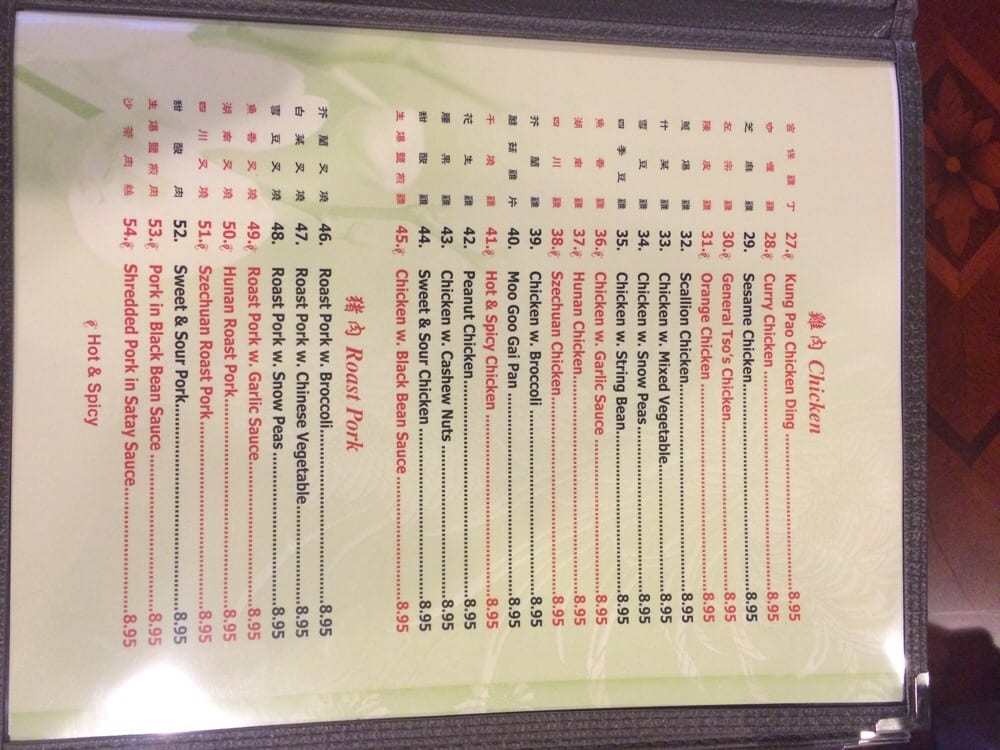 雞肉 Chicken
宮保雞丁 27. Kung Pao Chicken Ding ........8.95
咖喱雞 28. Curry Chicken ........8.95
芝麻雞 29. Sesame Chicken........8.95
左宗雞 30. General Tso's Chicken........8.95
陳皮雞 31. Orange Chicken ........8.95
蔥爆雞 32. Scallion Chicken........8.95
什菜雞 33. Chicken w. Mixed Vegetable........8.95
雪豆雞 34. Chicken w. Snow Peas........8.95
四季豆雞 35. Chicken w. String Bean........8.95
魚香雞 36. Chicken w. Garlic Sauce ........8.95
湖南雞 37. Hunan Chicken........8.95
四川雞 38. Szechuan Chicken........8.95
芥蘭雞 39. Chicken w. Broccoli ........8.95
蘑菇雞片 40. Moo Goo Gai Pan ........8.95
干燒雞 41. Hot & Spicy Chicken ........8.95
花生雞 42. Peanut Chicken........8.95
腰果雞 43. Chicken w. Cashew Nuts ........8.95
甜酸雞 44. Sweet & Sour Chicken ........8.95
生爆鹽煎雞 45. Chicken w. Black Bean Sauce ........8.95
豬肉 Roast Pork
芥蘭叉燒 46. Roast Pork w. Broccoli........8.95
白菜叉燒 47. Roast Pork w. Chinese Vegetable........8.95
雪豆叉燒 48. Roast Pork w. Snow Peas ........8.95
魚香叉燒 49. Roast Pork w. Garlic Sauce........8.95
湖南叉燒 50. Hunan Roast Pork........8.95
四川叉燒 51. Szechuan Roast Pork........8.95
甜酸肉 52. Sweet & Sour Pork........8.95
生爆鹽煎肉 53. Pork in Black Bean Sauce ........8.95
沙茶肉絲 54. Shredded Pork in Satay Sauce........8.95
Hot & Spicy